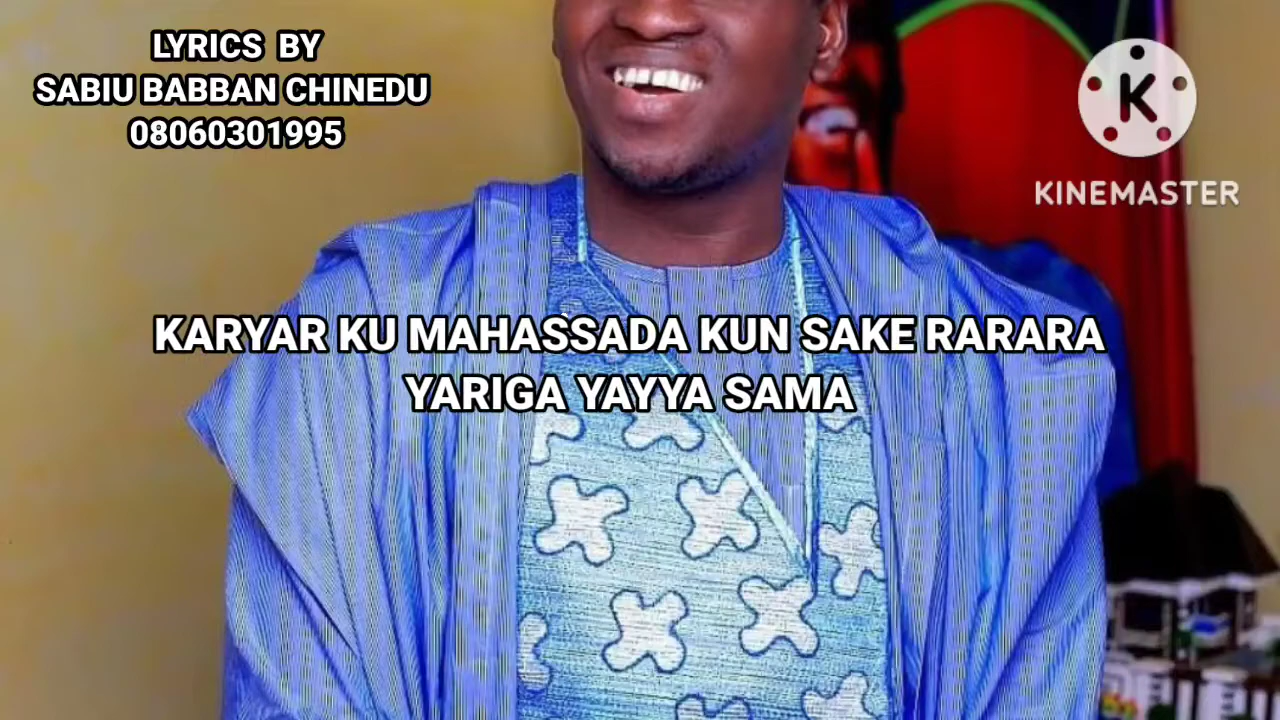 LYRICS BY
SABIU BABBAN CHINEDU
08060301995
K
KINEMASTER
KARYAR KU MAHASSADA KUN SAKE RARARA
YARIGA YAYYA SAMA